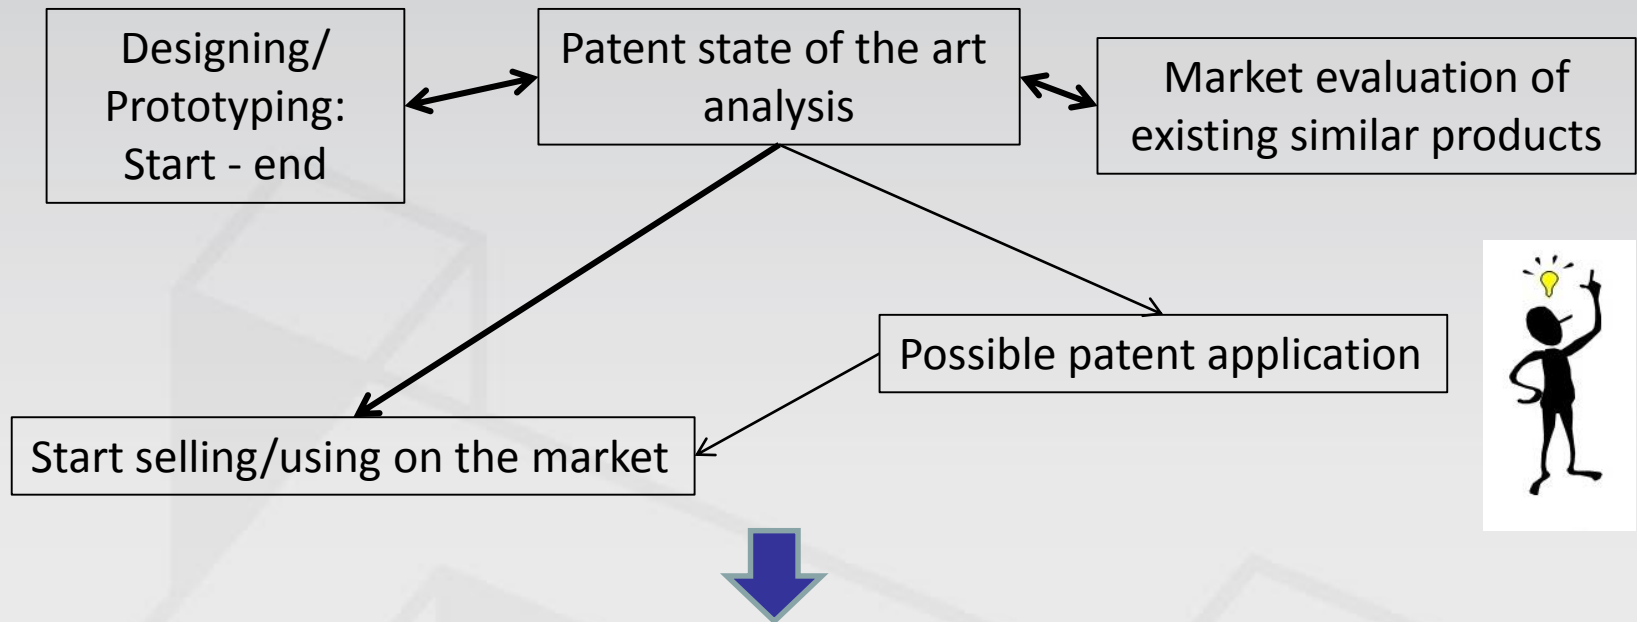 Designing/
Prototyping:
Start - end
Patent state of the art
analysis
Market evaluation of
existing similar products
Possible patent application
Start selling/using on the market